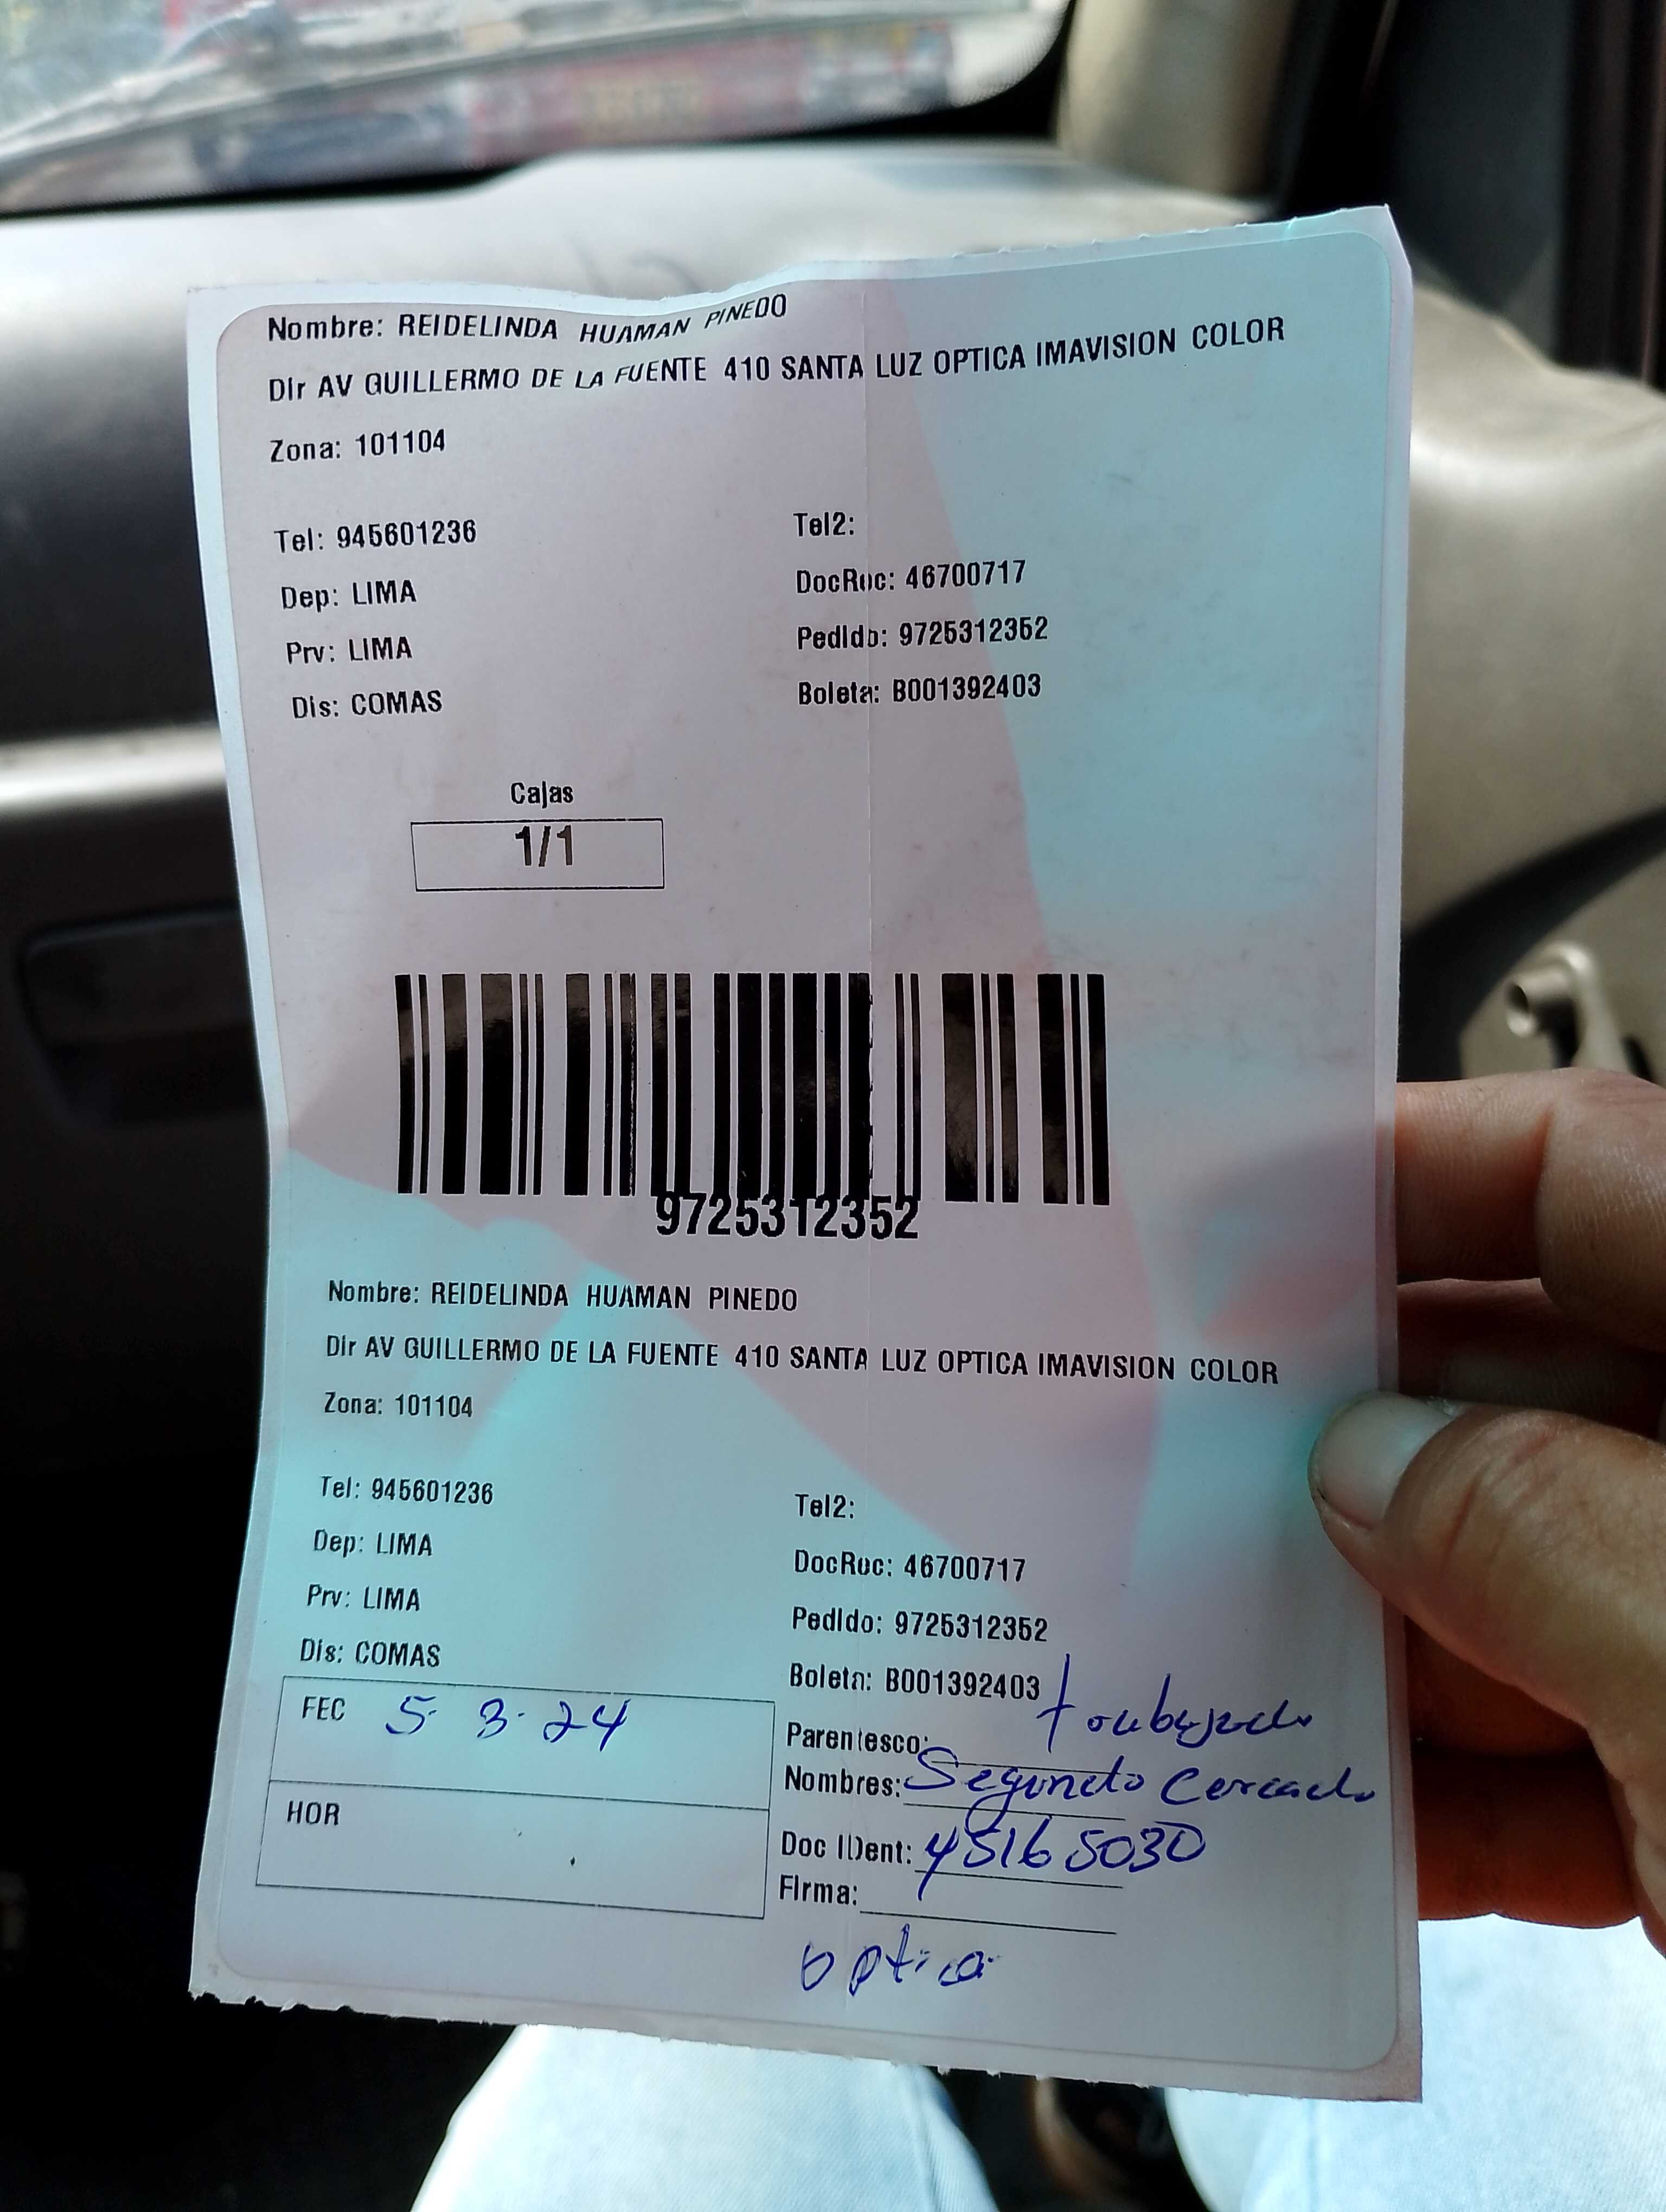 Nombre: REIDELINDA HUAMAN PINEDO
Dir AV GUILLERMO DE LA FUENTE 410 SANTA LUZ OPTICA IMAVISION COLOR
Zona: 101104
Tel: 945601236 Tel2:
Dep: LIMA DocRuc: 46700717
Prv: LIMA Pedido: 9725312352
Dis: COMAS Boleta: B001392403
Cajas
1/1
9725312352
Nombre: REIDELINDA HUAMAN PINEDO
Dir AV GUILLERMO DE LA FUENTE 410 SANTA LUZ OPTICA IMAVISION COLOR
Zona: 101104
Tel: 945601236 Tel2:
Dep: LIMA DocRuc: 46700717
Prv: LIMA Pedido: 9725312352
Dis: COMAS Boleta: B001392403
FEC 5-3-24 Parentesco:
Nombres: Segundo Cercado
HOR Doc IDent: 45165030
Firma:
optica